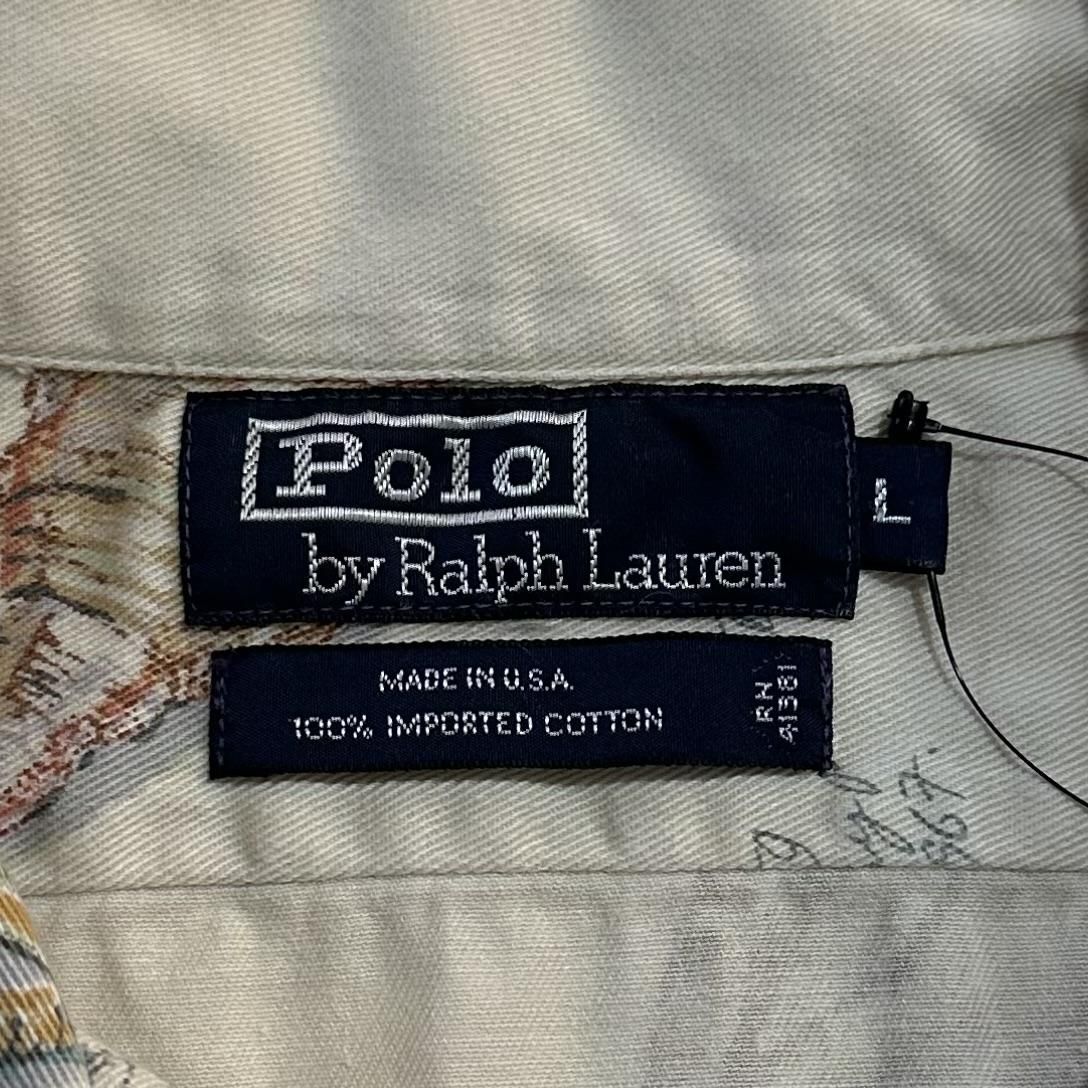 Polo
by Ralph Lauren
L
MADE IN U.S.A.
100% IMPORTED COTTON
RN
41381